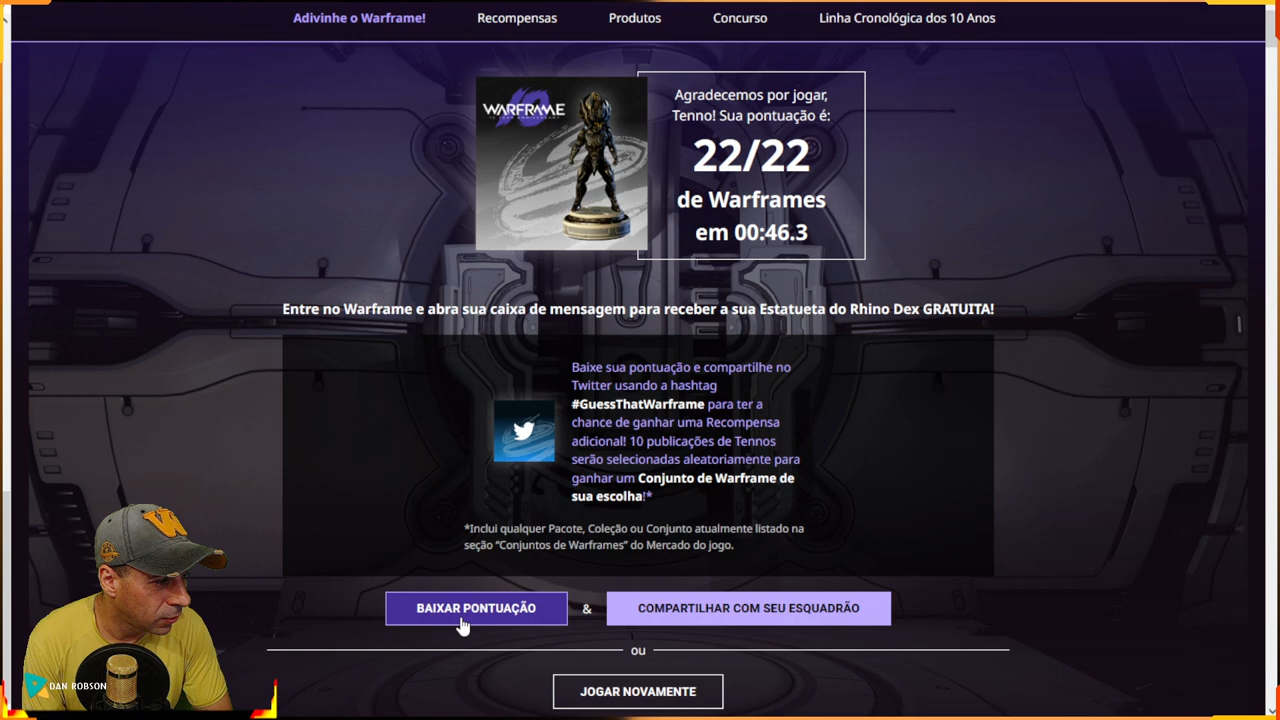 Adivinhe o Warframe! Recompensas Produtos Concurso Linha Cronológica dos 10 Anos
WARFRAME
10
Agradecemos por jogar,
Tenno! Sua pontuação é:
22/22
de Warframes
em 00:46.3
Entre no Warframe e abra sua caixa de mensagem para receber a sua Estatueta do Rhino Dex GRATUITA!
Baixe sua pontuação e compartilhe no
Twitter usando a hashtag
#GuessThatWarframe para ter a
chance de ganhar uma Recompensa
adicional! 10 publicações de Tennos
serão selecionadas aleatoriamente para
ganhar um Conjunto de Warframe de
sua escolha!*
*Inclui qualquer Pacote, Coleção ou Conjunto atualmente listado na
seção “Conjuntos de Warframes” do Mercado do jogo.
BAIXAR PONTUAÇÃO & COMPARTILHAR COM SEU ESQUADRÃO
ou
JOGAR NOVAMENTE
W
DAN ROBSON